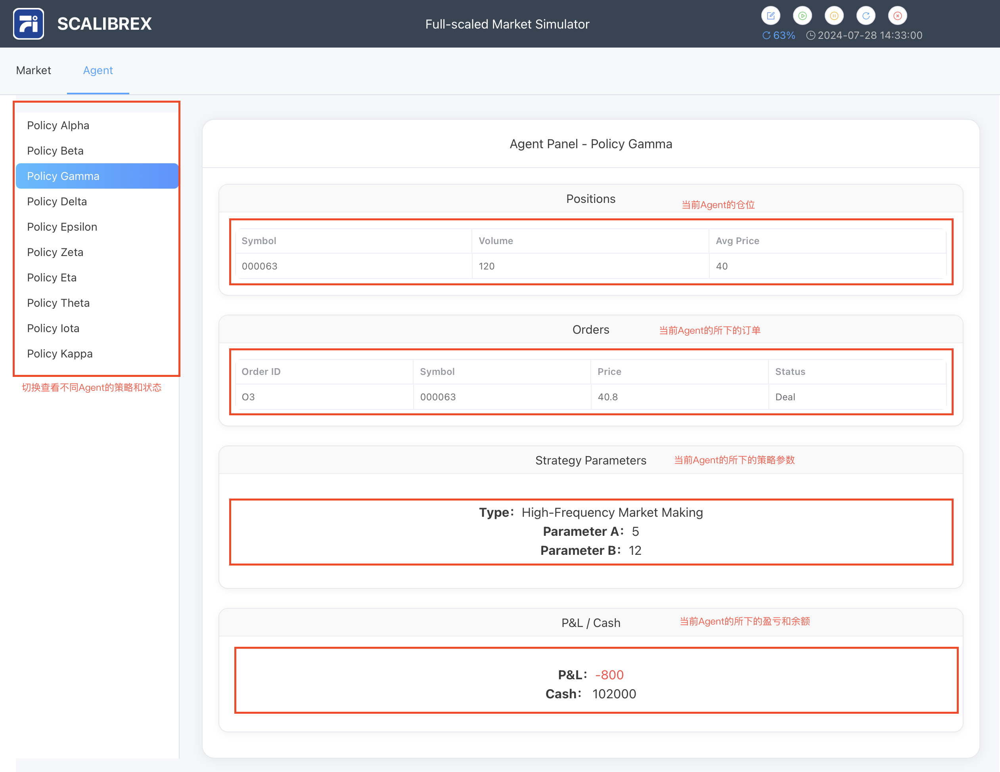 SCALIBREX
Full-scaled Market Simulator
63% 2024-07-28 14:33:00
Market Agent
Policy Alpha
Policy Beta
Policy Gamma
Policy Delta
Policy Epsilon
Policy Zeta
Policy Eta
Policy Theta
Policy Iota
Policy Kappa
切换查看不同Agent的策略和状态
Agent Panel - Policy Gamma
Positions 当前Agent的仓位
Symbol Volume Avg Price
000063 120 40
Orders 当前Agent的所下的订单
Order ID Symbol Price Status
O3 000063 40.8 Deal
Strategy Parameters 当前Agent的所下的策略参数
Type: High-Frequency Market Making
Parameter A: 5
Parameter B: 12
P&L / Cash 当前Agent的所下的盈亏和余额
P&L: -800
Cash: 102000